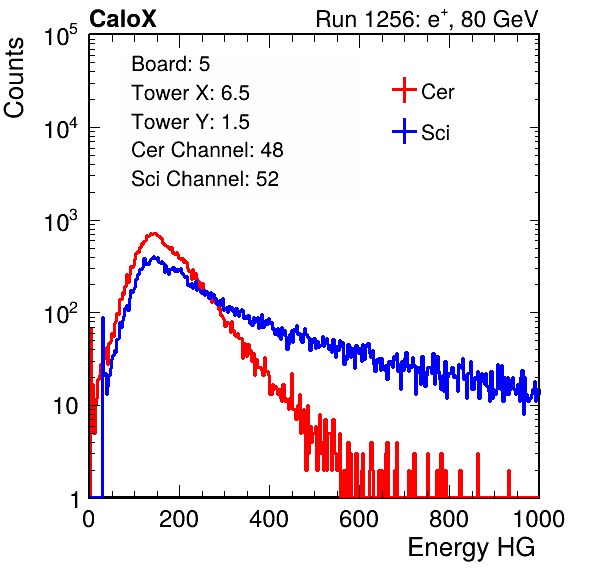 CaloX Run 1256: e⁺, 80 GeV
Counts
Board: 5
Tower X: 6.5
Tower Y: 1.5
Cer Channel: 48
Sci Channel: 52
Cer
Sci
10⁵
10⁴
10³
10²
10
1
0 200 400 600 800 1000
Energy HG